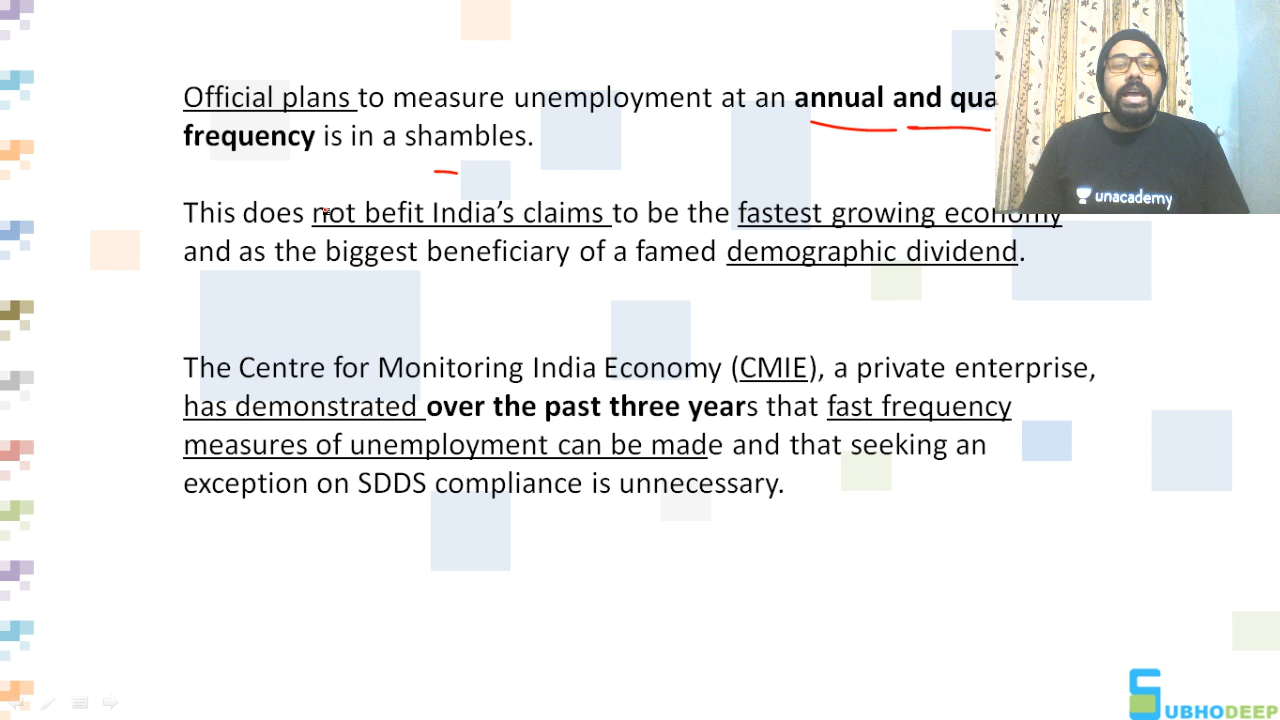 Official plans to measure unemployment at an annual and qua
frequency is in a shambles.
unacademy
This does not befit India’s claims to be the fastest growing economy
and as the biggest beneficiary of a famed demographic dividend.
The Centre for Monitoring India Economy (CMIE), a private enterprise,
has demonstrated over the past three years that fast frequency
measures of unemployment can be made and that seeking an
exception on SDDS compliance is unnecessary.
SUBHODEEP